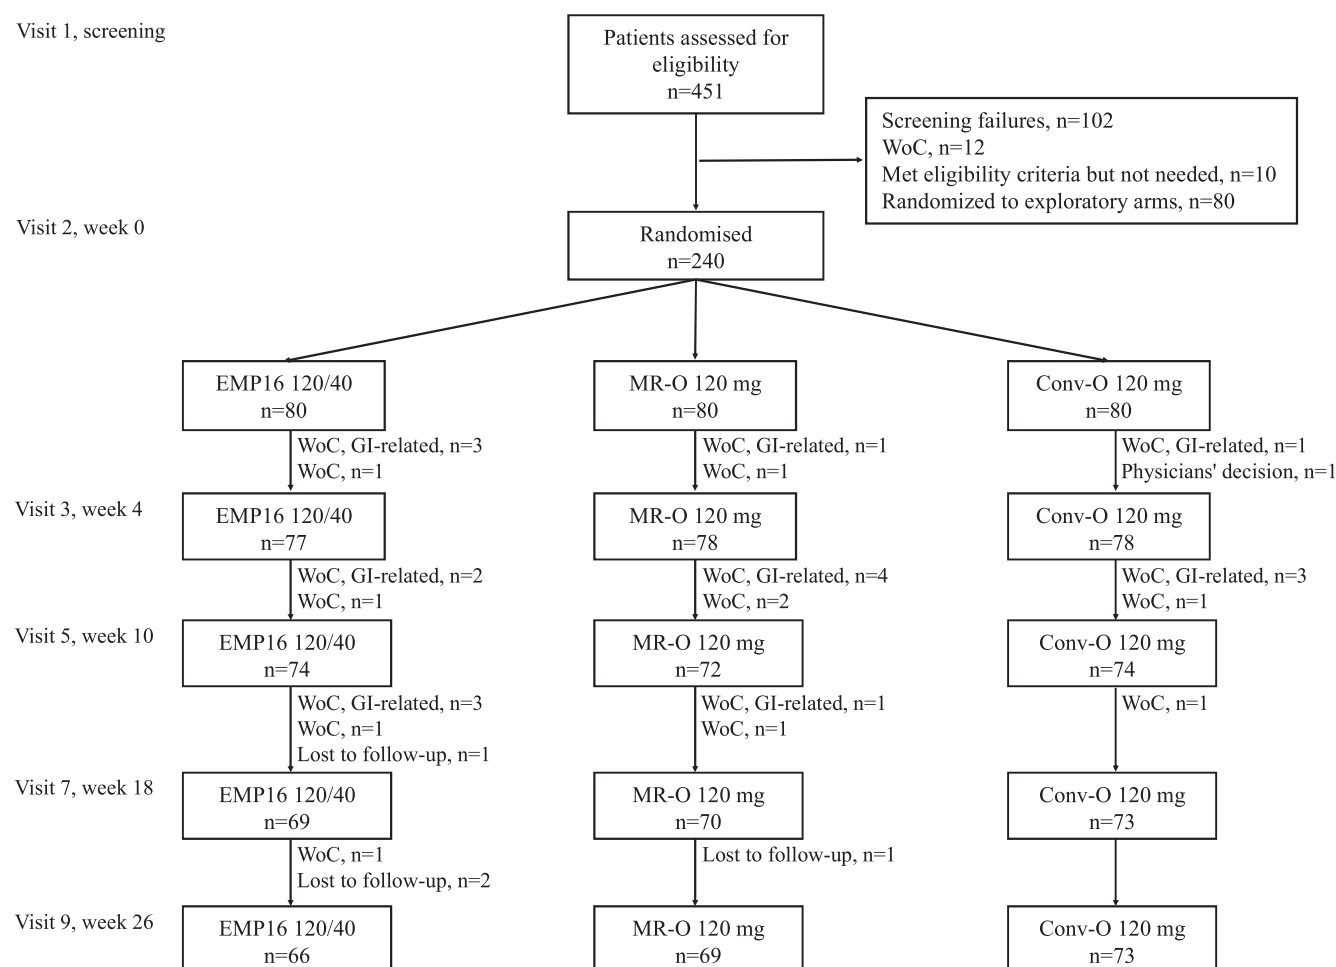 Visit 1, screening
Patients assessed for
eligibility
n=451
Screening failures, n=102
WoC, n=12
Met eligibility criteria but not needed, n=10
Randomized to exploratory arms, n=80
Visit 2, week 0
Randomised
n=240
EMP16 120/40
n=80
MR-O 120 mg
n=80
Conv-O 120 mg
n=80
WoC, GI-related, n=3
WoC, n=1
WoC, GI-related, n=1
WoC, n=1
WoC, GI-related, n=1
Physicians' decision, n=1
Visit 3, week 4
EMP16 120/40
n=77
MR-O 120 mg
n=78
Conv-O 120 mg
n=78
WoC, GI-related, n=2
WoC, n=1
WoC, GI-related, n=4
WoC, n=2
WoC, GI-related, n=3
WoC, n=1
Visit 5, week 10
EMP16 120/40
n=74
MR-O 120 mg
n=72
Conv-O 120 mg
n=74
WoC, GI-related, n=3
WoC, n=1
Lost to follow-up, n=1
WoC, GI-related, n=1
WoC, n=1
WoC, n=1
Visit 7, week 18
EMP16 120/40
n=69
MR-O 120 mg
n=70
Conv-O 120 mg
n=73
WoC, n=1
Lost to follow-up, n=2
Lost to follow-up, n=1
Visit 9, week 26
EMP16 120/40
n=66
MR-O 120 mg
n=69
Conv-O 120 mg
n=73